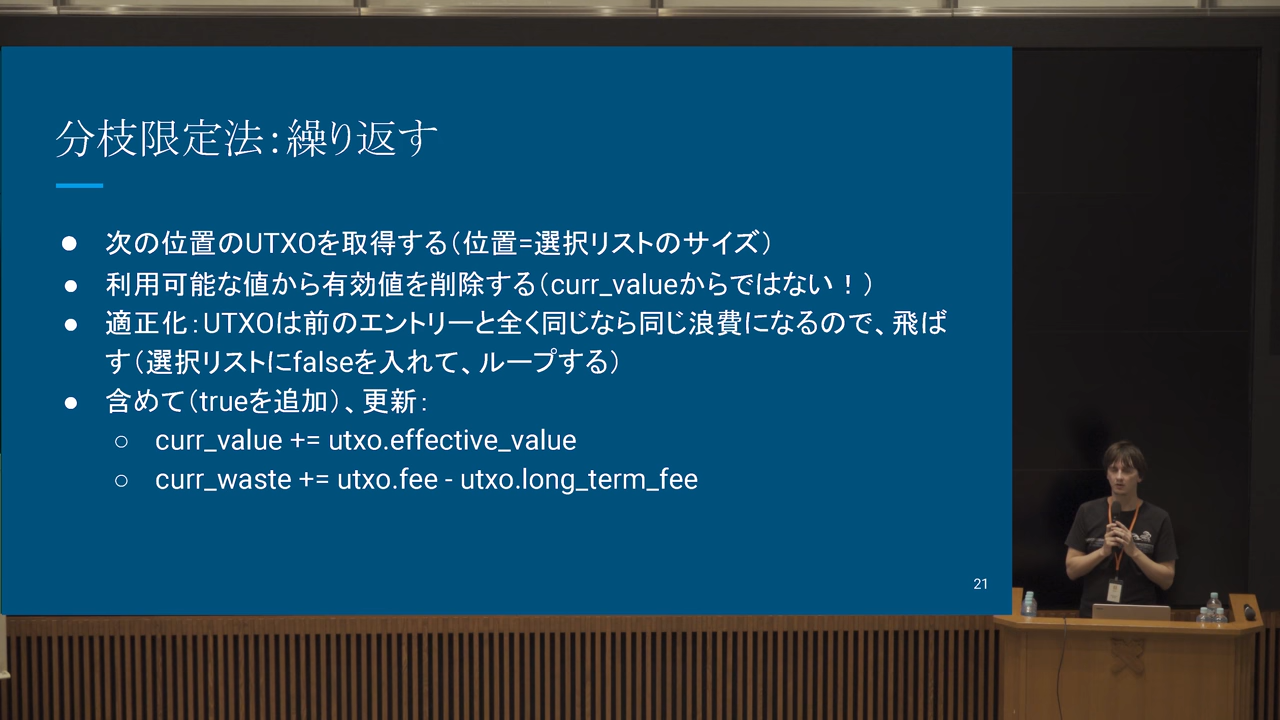 分枝限定法：繰り返す
● 次の位置のUTXOを取得する（位置=選択リストのサイズ）
● 利用可能な値から有効値を削除する（curr_valueからではない！）
● 適正化：UTXOは前のエントリーと全く同じなら同じ浪費になるので、飛ば
す（選択リストにfalseを入れて、ループする）
● 含めて（trueを追加）、更新：
○ curr_value += utxo.effective_value
○ curr_waste += utxo.fee - utxo.long_term_fee
21